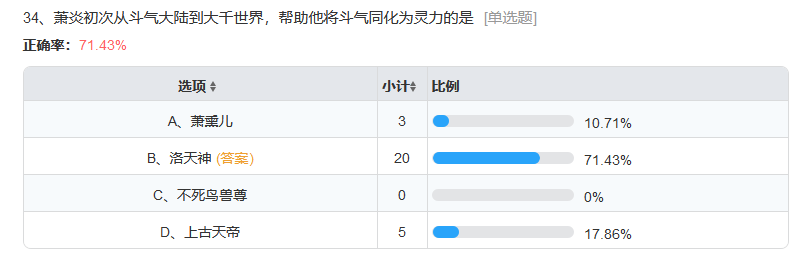 34、萧炎初次从斗气大陆到大千世界，帮助他将斗气同化为灵力的是 [单选题]
正确率：71.43%
选项 小计 比例
A、萧薰儿 3 10.71%
B、洛天神 (答案) 20 71.43%
C、不死鸟兽尊 0 0%
D、上古天帝 5 17.86%